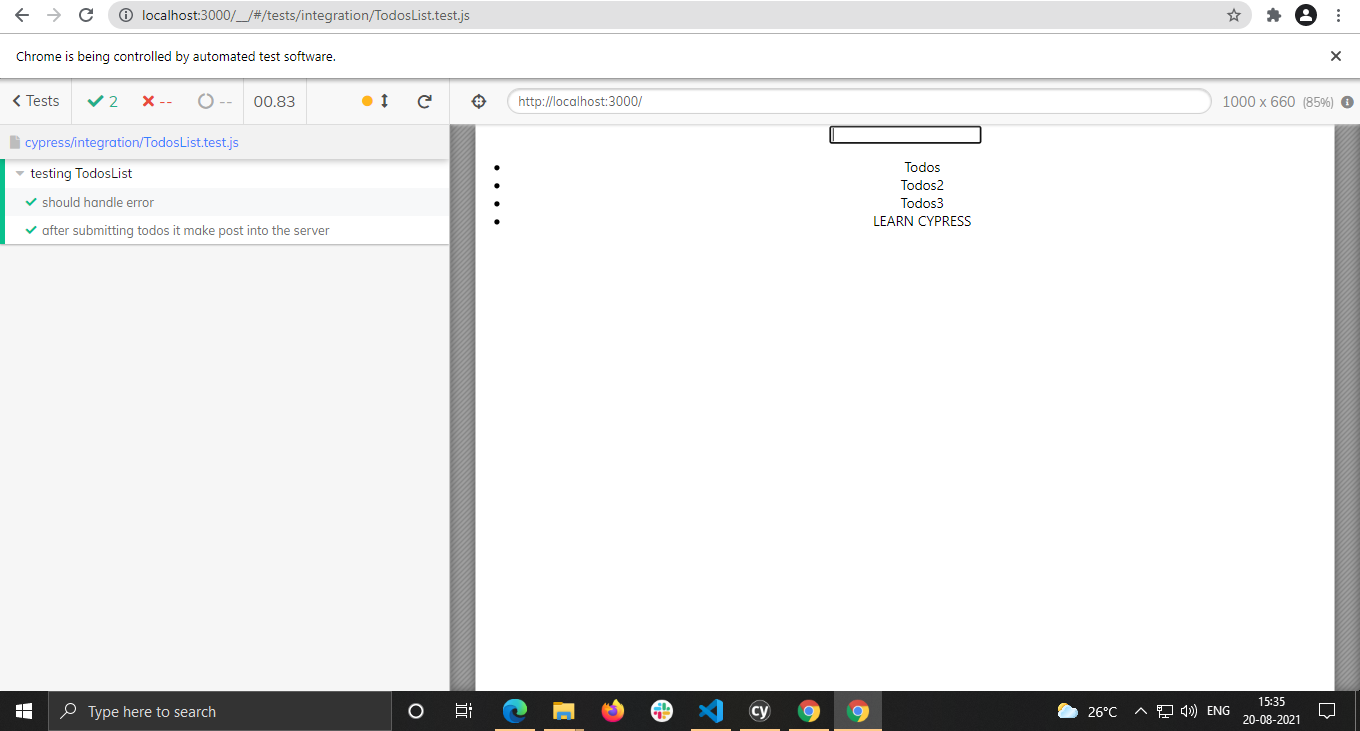 localhost:3000/__/#/tests/integration/TodosList.test.js
Chrome is being controlled by automated test software.
Tests 2 -- -- 00.83 http://localhost:3000/ 1000 x 660 (85%)
cypress/integration/TodosList.test.js
testing TodosList
should handle error
after submitting todos it make post into the server
Todos
Todos2
Todos3
LEARN CYPRESS
Type here to search
cy
26°C
ENG
15:35
20-08-2021